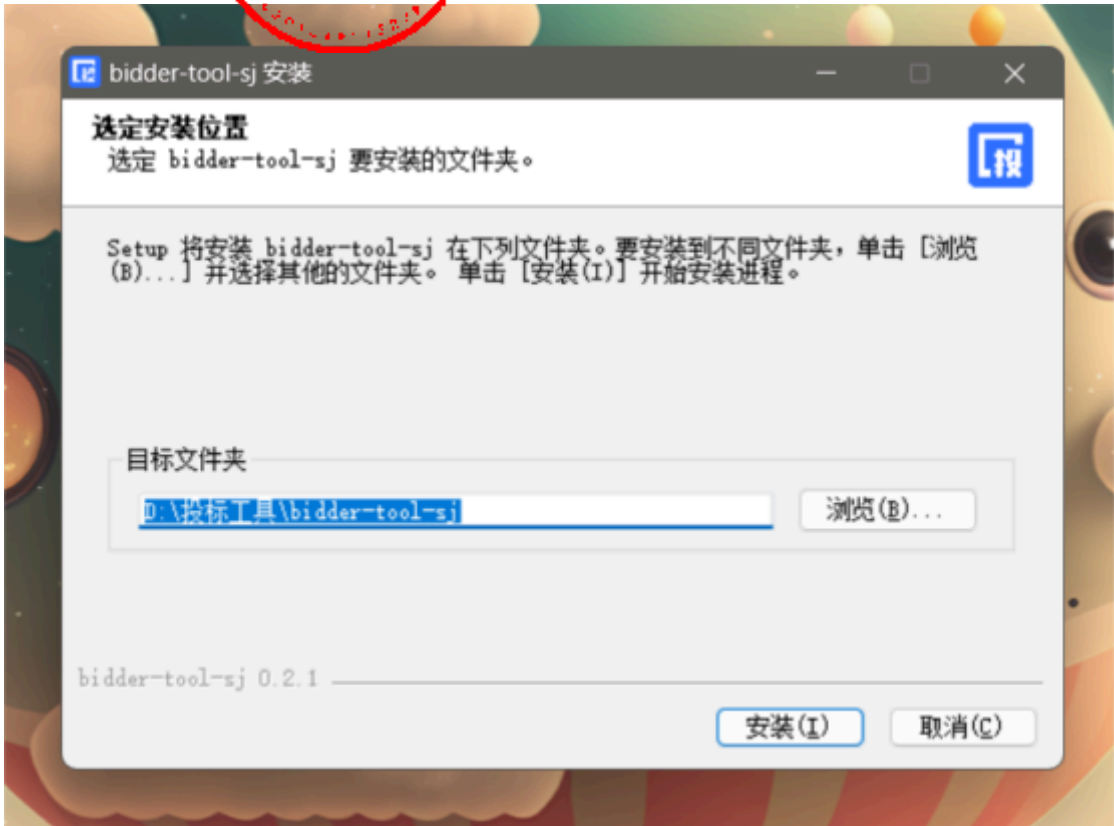 bidder-tool-sj 安装
选定安装位置
选定 bidder-tool-sj 要安装的文件夹。
投
Setup 将安装 bidder-tool-sj 在下列文件夹。要安装到不同文件夹，单击 [浏览
(B)...] 并选择其他的文件夹。 单击 [安装(I)] 开始安装进程。
目标文件夹
D:\投标工具\bidder-tool-sj
浏览(B)...
bidder-tool-sj 0.2.1
安装(I)
取消(C)